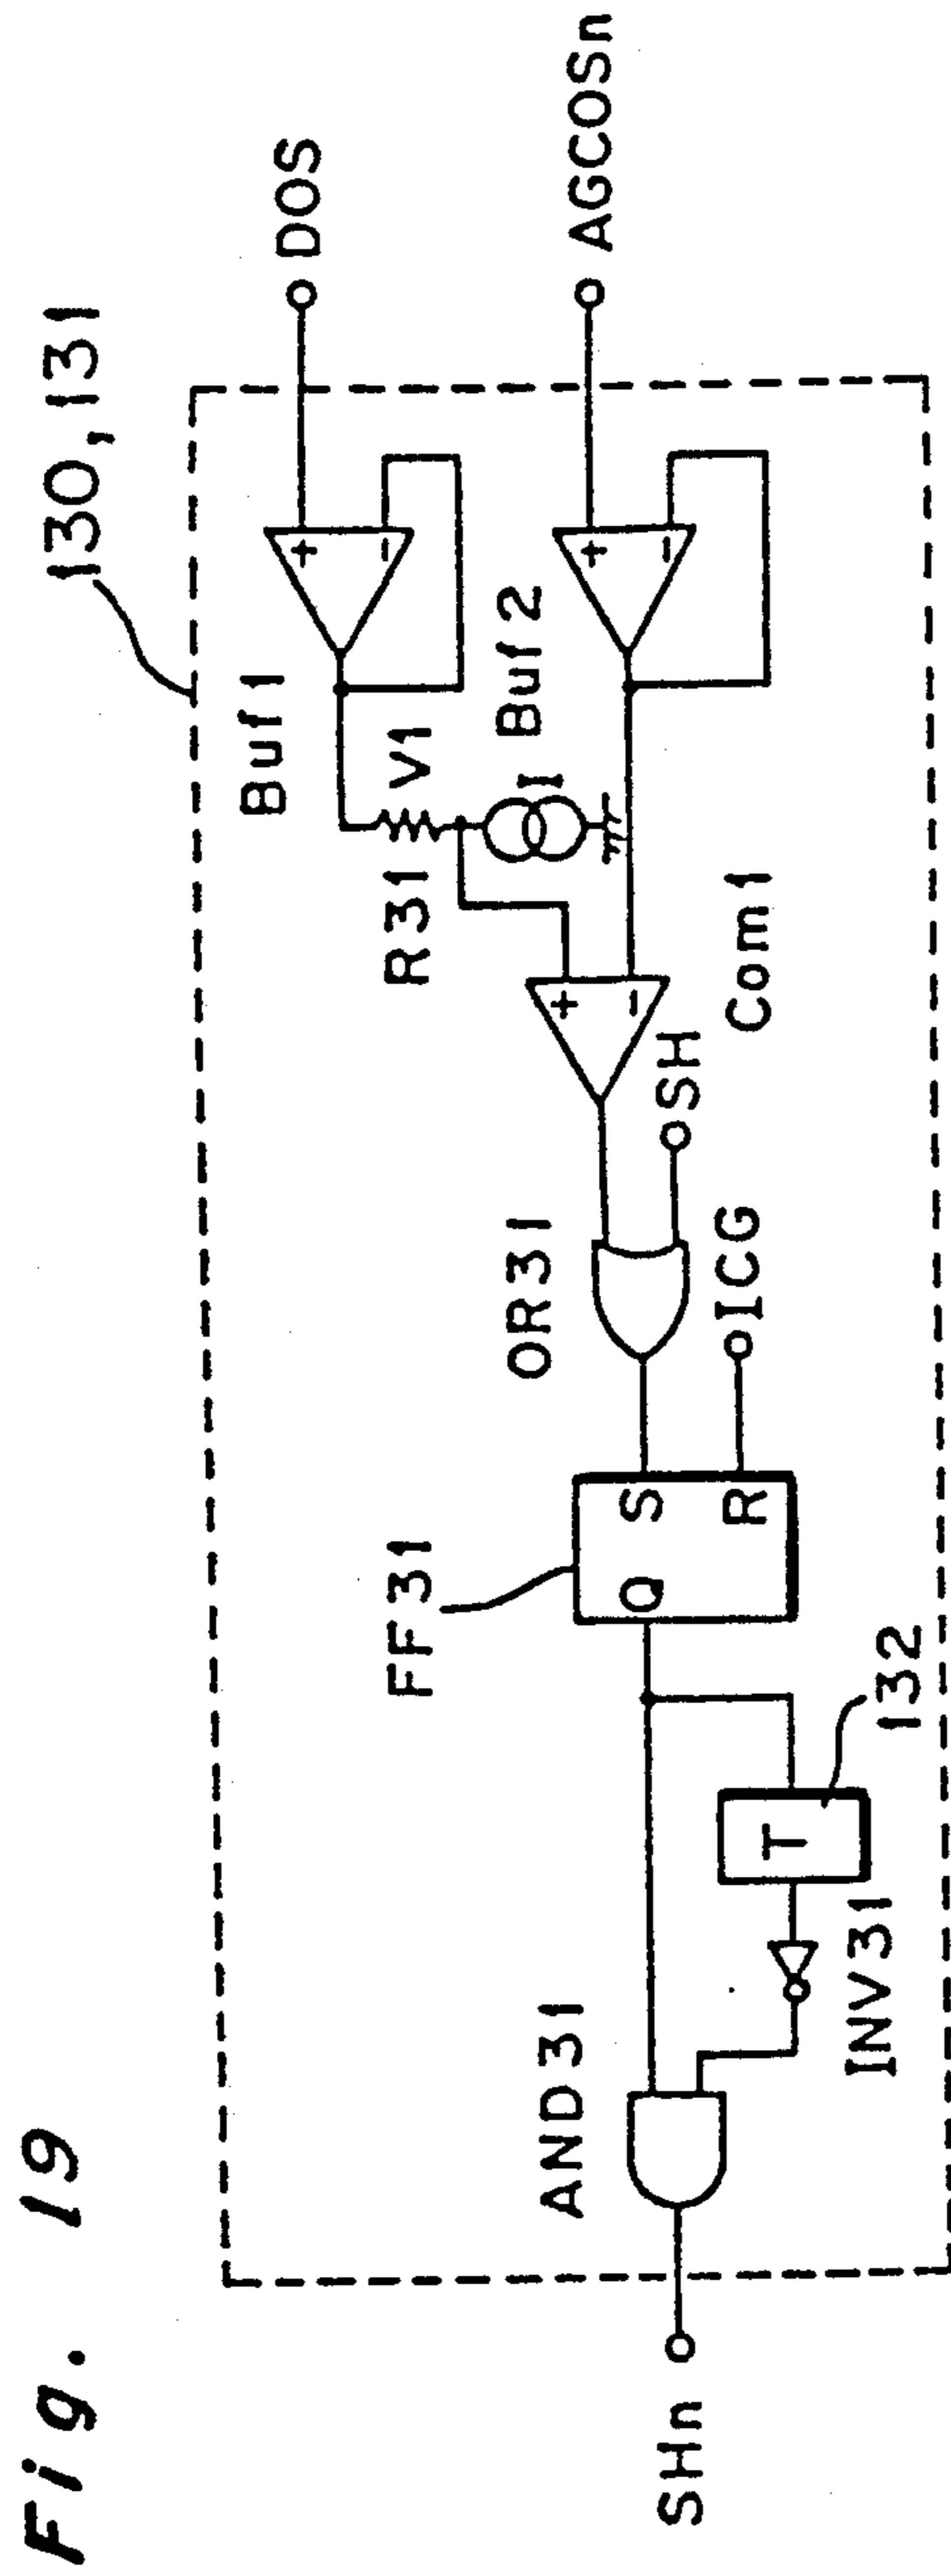 Fig. 19
130, 131
DOS
AGCOSn
Buf1
Buf2
+
-
+
-
R31
V1
I
+
-
Com1
SH
OR31
ICG
FF31
Q
S
R
132
T
INV31
AND31
SHn